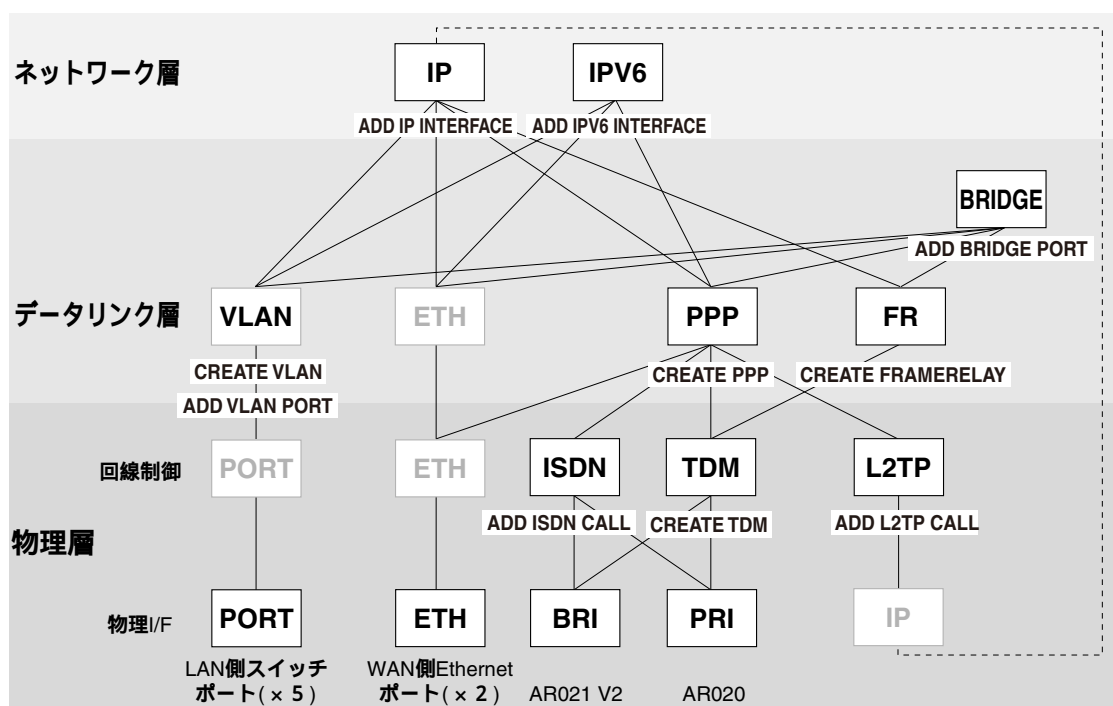 ネットワーク層
IP
IPV6
ADD IP INTERFACE
ADD IPV6 INTERFACE
BRIDGE
ADD BRIDGE PORT
データリンク層
VLAN
ETH
PPP
FR
CREATE VLAN
CREATE PPP
CREATE FRAMERELAY
ADD VLAN PORT
回線制御
PORT
ETH
ISDN
TDM
L2TP
ADD ISDN CALL
CREATE TDM
ADD L2TP CALL
物理層
物理I/F
PORT
ETH
BRI
PRI
IP
LAN側スイッチ
ポート(×5)
WAN側Ethernet
ポート(×2)
AR021 V2
AR020